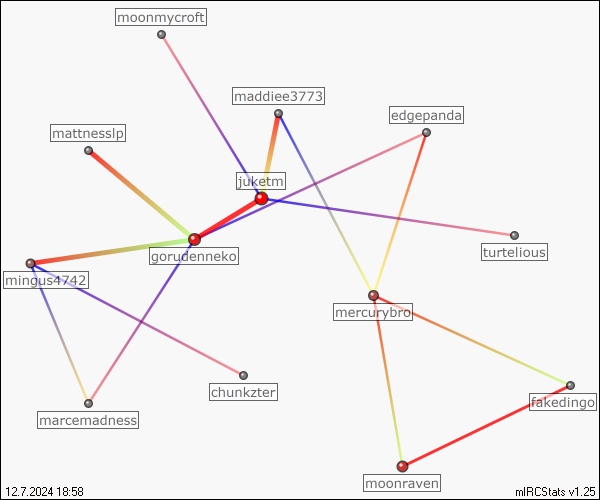 moonmycroft
maddiee3773
edgepanda
mattnesslp
juketm
turtelious
gorudenneko
mingus4742
mercurybro
chunkzter
fakedingo
marcemadness
moonraven
12.7.2024 18:58
mIRCStats v1.25